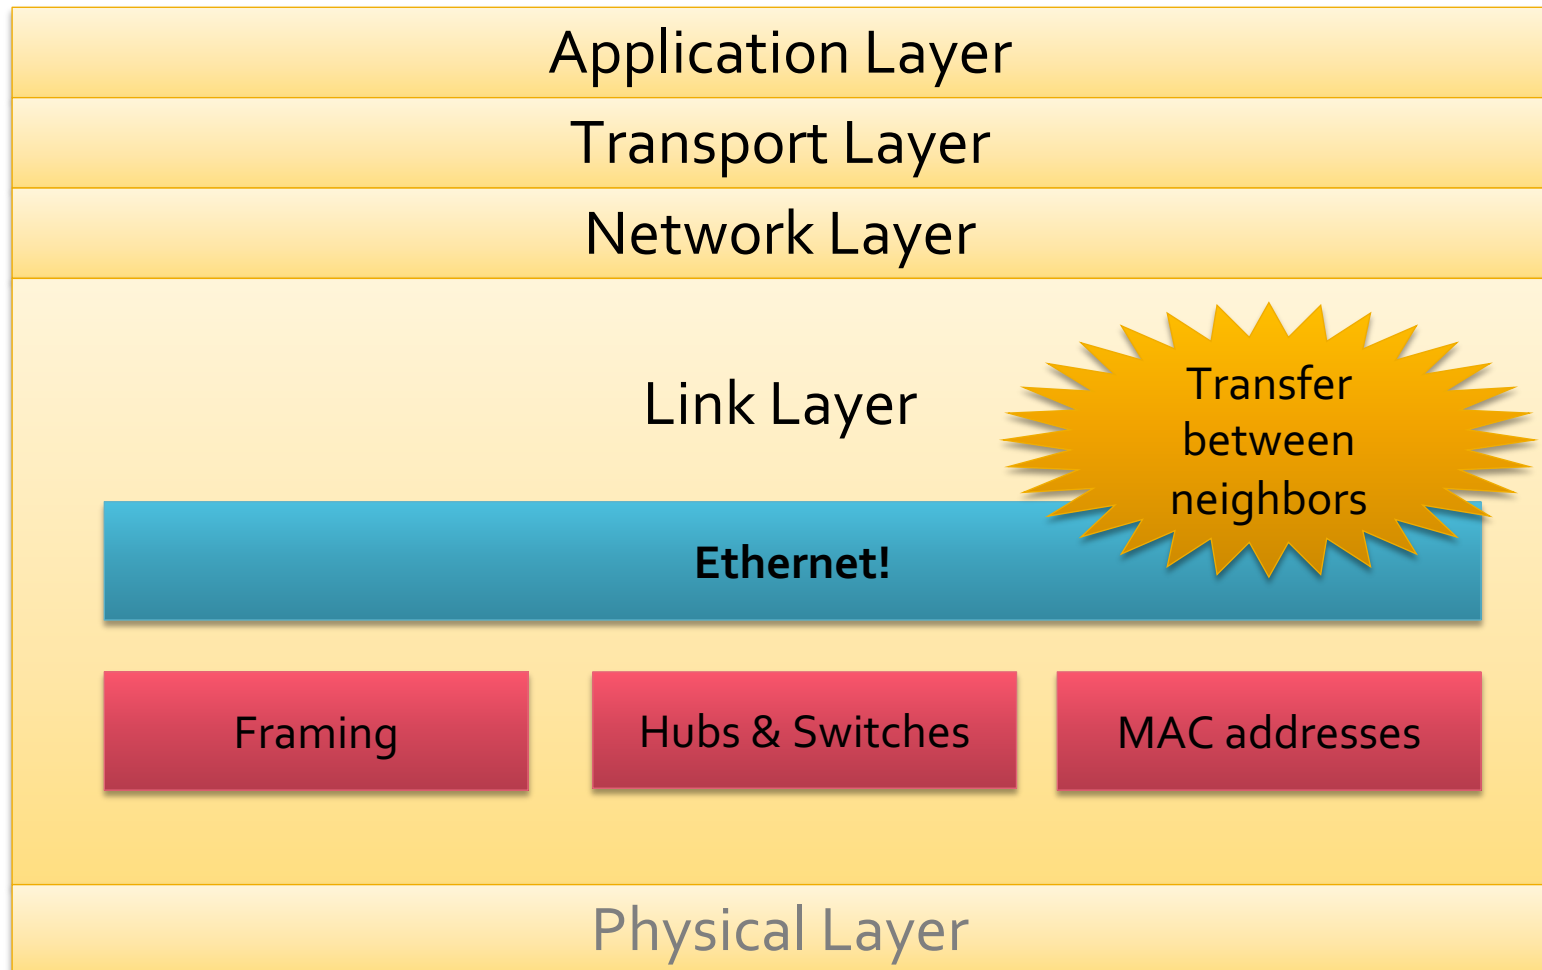 Application Layer
Transport Layer
Network Layer
Link Layer
Transfer
between
neighbors
Ethernet!
Framing
Hubs & Switches
MAC addresses
Physical Layer